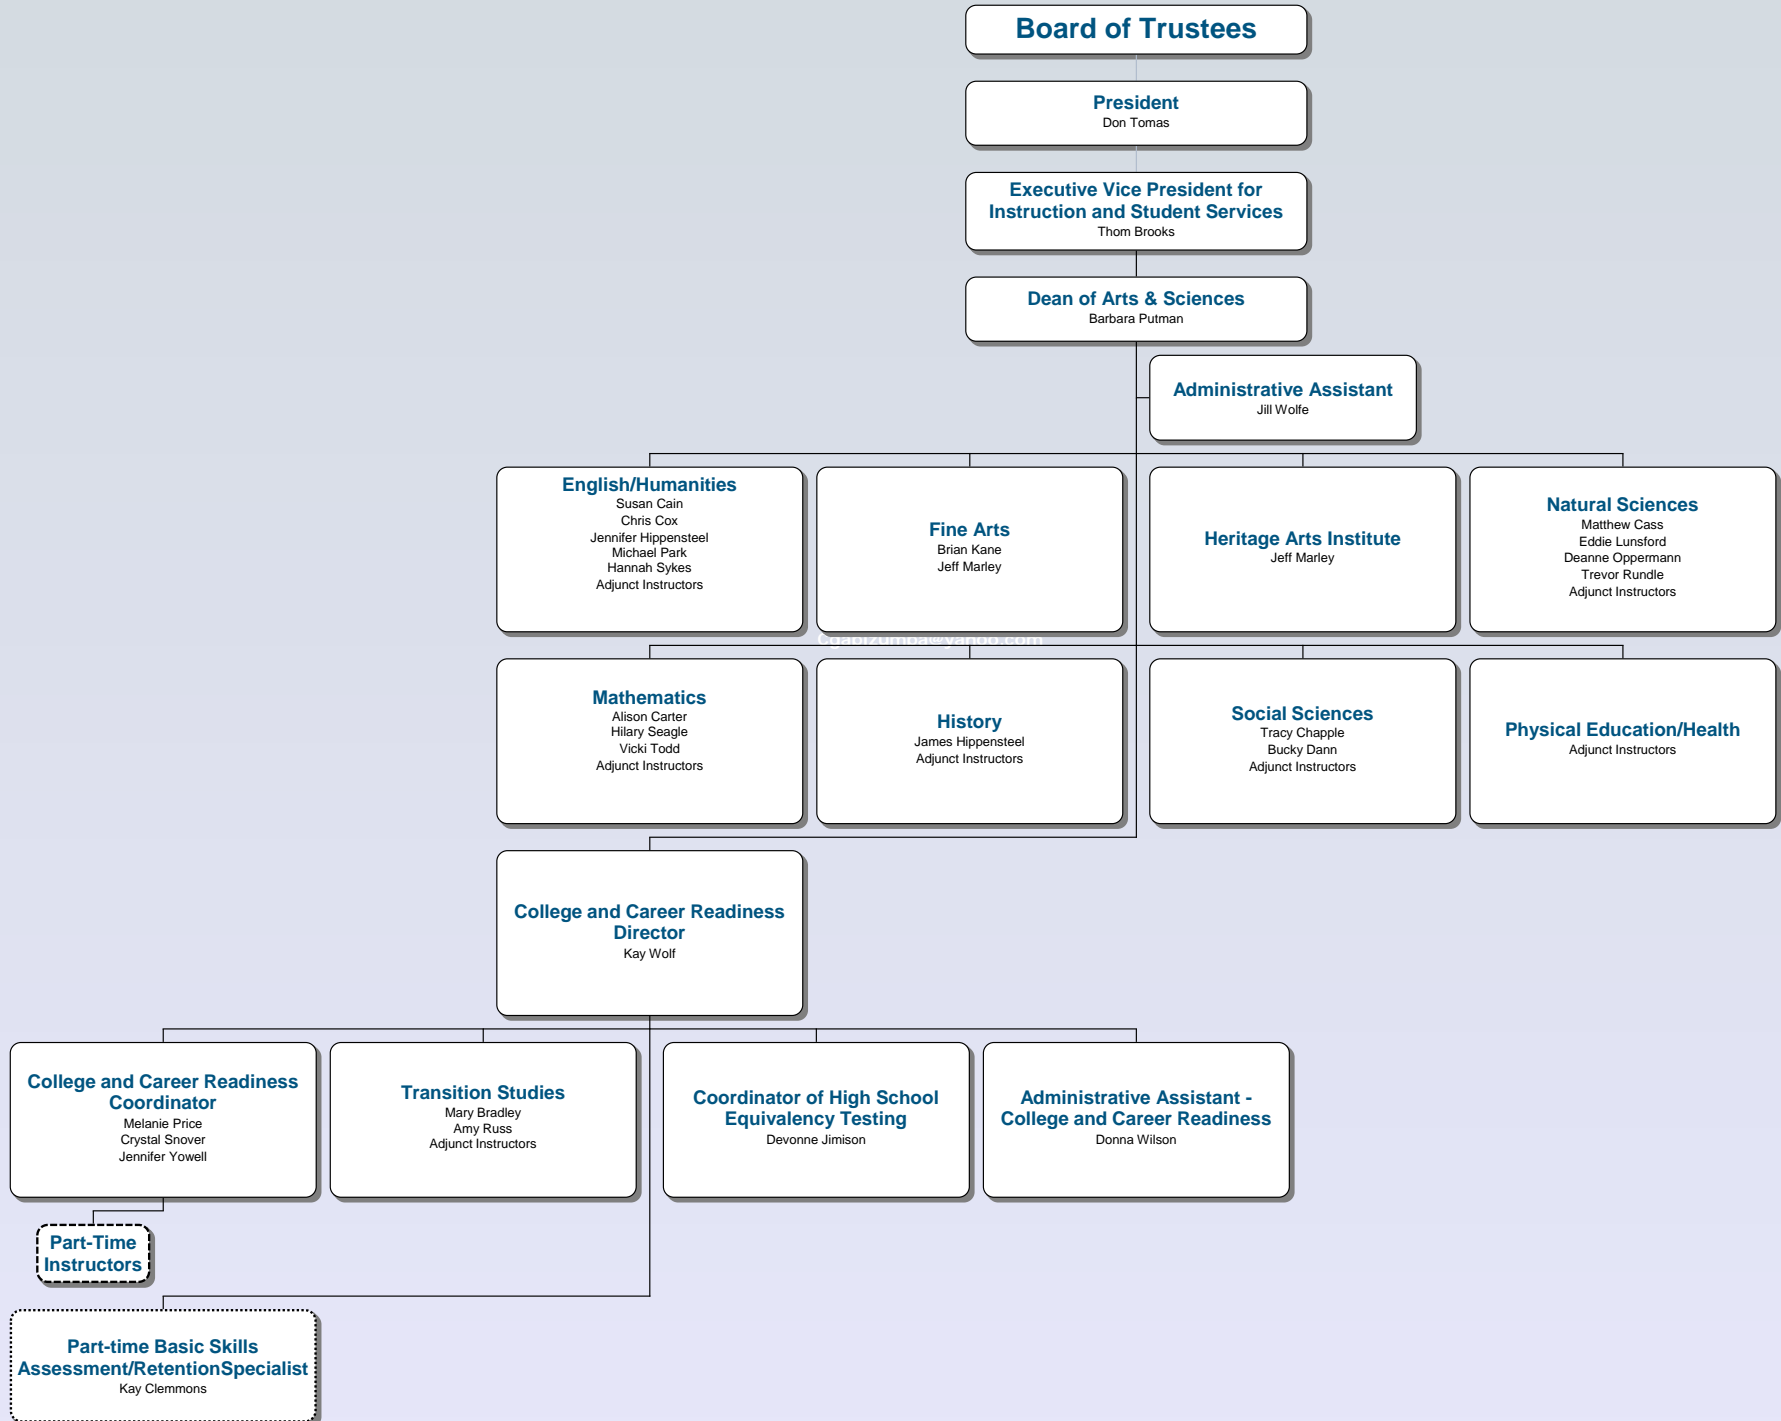 Board of Trustees
President
Don Tomas
Executive Vice President for
Instruction and Student Services
Thom Brooks
Dean of Arts & Sciences
Barbara Putman
Administrative Assistant
Jill Wolfe
English/Humanities
Susan Cain
Chris Cox
Jennifer Hippensteel
Michael Park
Hannah Sykes
Adjunct Instructors
Fine Arts
Brian Kane
Jeff Marley
Heritage Arts Institute
Jeff Marley
Natural Sciences
Matthew Cass
Eddie Lunsford
Deanne Oppermann
Trevor Rundle
Adjunct Instructors
Cgabizumba@yahoo.com
Mathematics
Alison Carter
Hilary Seagle
Vicki Todd
Adjunct Instructors
History
James Hippensteel
Adjunct Instructors
Social Sciences
Tracy Chapple
Bucky Dann
Adjunct Instructors
Physical Education/Health
Adjunct Instructors
College and Career Readiness
Director
Kay Wolf
College and Career Readiness
Coordinator
Melanie Price
Crystal Snover
Jennifer Yowell
Transition Studies
Mary Bradley
Amy Russ
Adjunct Instructors
Coordinator of High School
Equivalency Testing
Devonne Jimison
Administrative Assistant -
College and Career Readiness
Donna Wilson
Part-Time
Instructors
Part-time Basic Skills
Assessment/RetentionSpecialist
Kay Clemmons